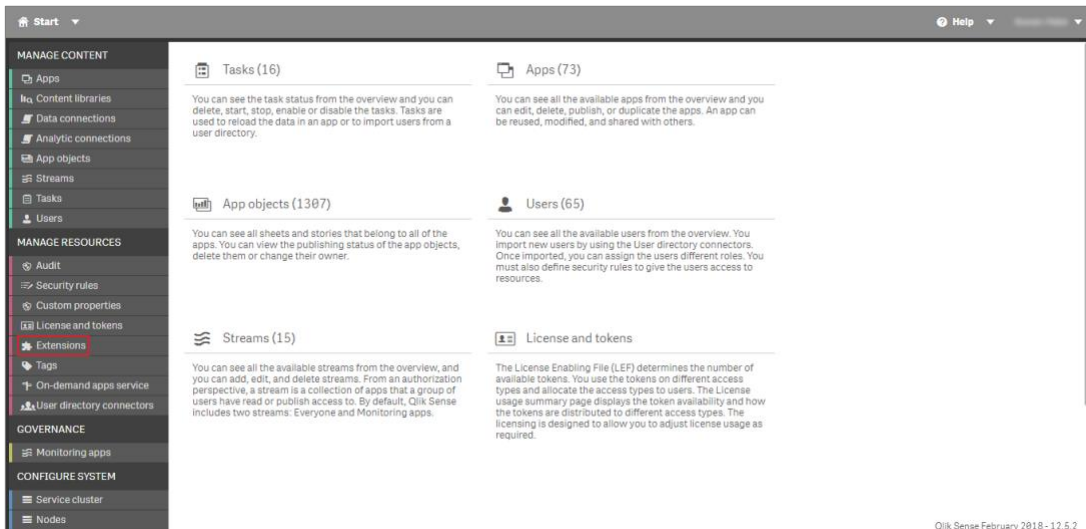 Start
Help
MANAGE CONTENT
Apps
Content libraries
Data connections
Analytic connections
App objects
Streams
Tasks
Users
MANAGE RESOURCES
Audit
Security rules
Custom properties
License and tokens
Extensions
Tags
On-demand apps service
User directory connectors
GOVERNANCE
Monitoring apps
CONFIGURE SYSTEM
Service cluster
Nodes
Tasks (16)
You can see the task status from the overview and you can
delete, start, stop, enable or disable the tasks. Tasks are
used to reload the data in an app or to import users from a
user directory.
Apps (73)
You can see all the available apps from the overview and you
can edit, delete, publish, or duplicate the apps. An app can
be reused, modified, and shared with others.
App objects (1307)
You can see all sheets and stories that belong to all of the
apps. You can view the publishing status of the app objects,
delete them or change their owner.
Users (65)
You can see all the available users from the overview. You
import new users by using the User directory connectors.
Once imported, you can assign the users different roles. You
must also define security rules to give the users access to
resources.
Streams (15)
You can see all the available streams from the overview, and
you can add, edit, and delete streams. From an authorization
perspective, a stream is a collection of apps that a group of
users have read or publish access to. By default, Qlik Sense
includes two streams: Everyone and Monitoring apps.
License and tokens
The License Enabling File (LEF) determines the number of
available tokens. You use the tokens on different access
types and allocate the access types to users. The License
usage summary page displays the token availability and how
the tokens are distributed to different access types. The
licensing is designed to allow you to adjust license usage as
required.
Qlik Sense February 2018 - 12.5.2